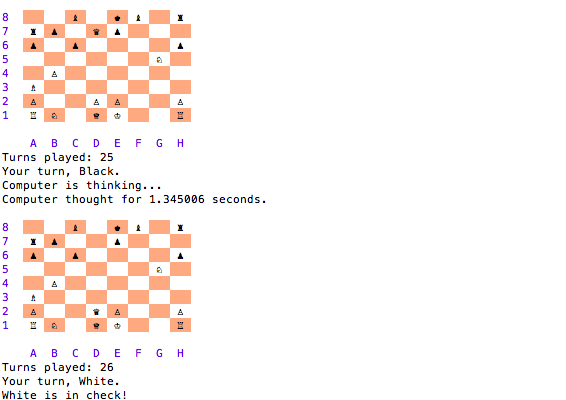 8
7
6
5
4
3
2
1
A B C D E F G H
Turns played: 25
Your turn, Black.
Computer is thinking...
Computer thought for 1.345006 seconds.
8
7
6
5
4
3
2
1
A B C D E F G H
Turns played: 26
Your turn, White.
White is in check!